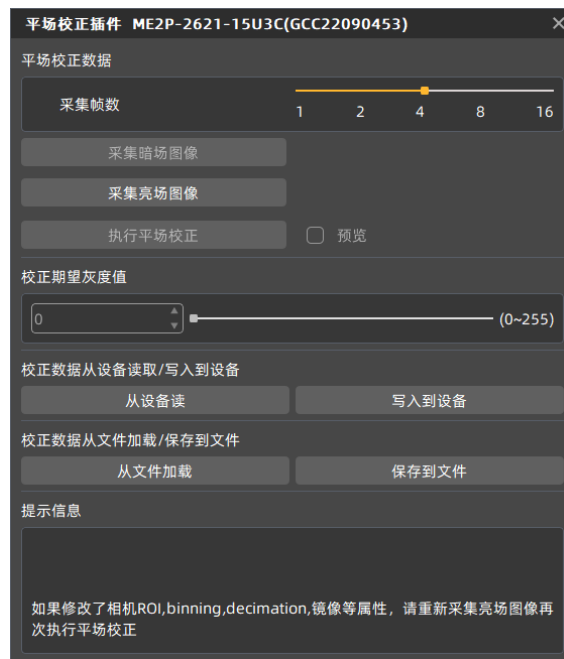 平场校正插件 ME2P-2621-15U3C(GCC22090453)
平场校正数据
采集帧数
1 2 4 8 16
采集暗场图像
采集亮场图像
执行平场校正 预览
校正期望灰度值
0 (0~255)
校正数据从设备读取/写入到设备
从设备读 写入到设备
校正数据从文件加载/保存到文件
从文件加载 保存到文件
提示信息
如果修改了相机ROI,binning,decimation,镜像等属性，请重新采集亮场图像再
次执行平场校正